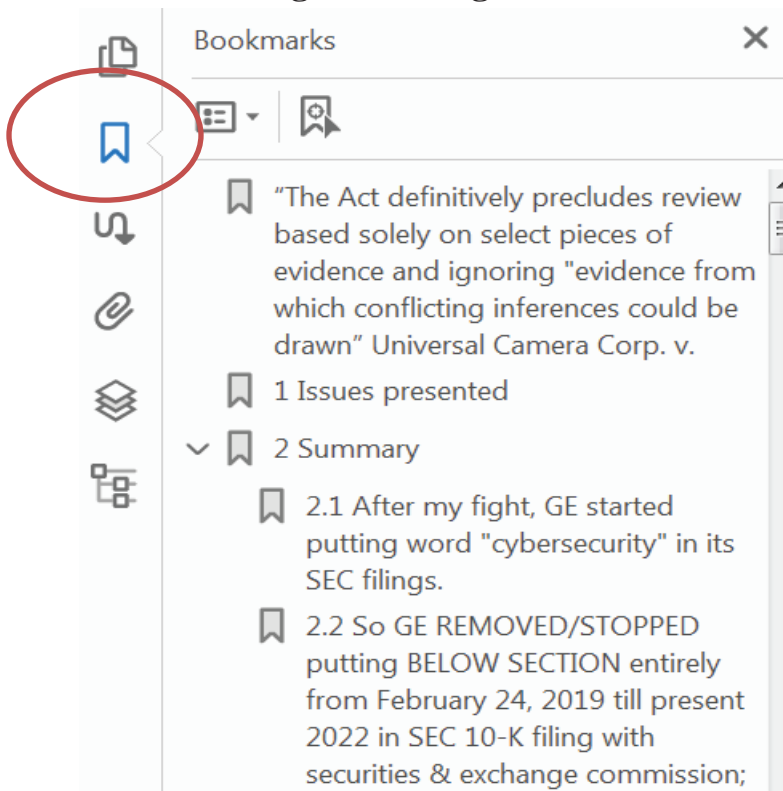 Bookmarks
“The Act definitively precludes review
based solely on select pieces of
evidence and ignoring "evidence from
which conflicting inferences could be
drawn” Universal Camera Corp. v.
1 Issues presented
2 Summary
2.1 After my fight, GE started
putting word "cybersecurity" in its
SEC filings.
2.2 So GE REMOVED/STOPPED
putting BELOW SECTION entirely
from February 24, 2019 till present
2022 in SEC 10-K filing with
securities & exchange commission;